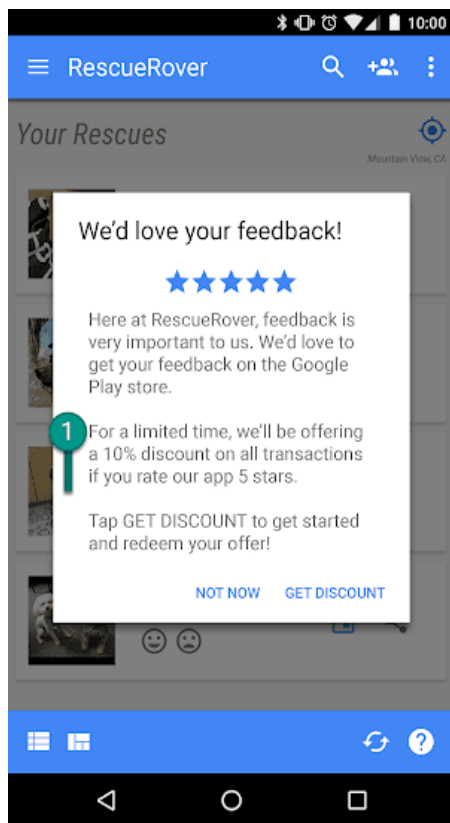 10:00
RescueRover
Your Rescues
Mountain View, CA
We'd love your feedback!
Here at RescueRover, feedback is
very important to us. We'd love to
get your feedback on the Google
Play store.
1
For a limited time, we'll be offering
a 10% discount on all transactions
if you rate our app 5 stars.
Tap GET DISCOUNT to get started
and redeem your offer!
NOT NOW GET DISCOUNT
?